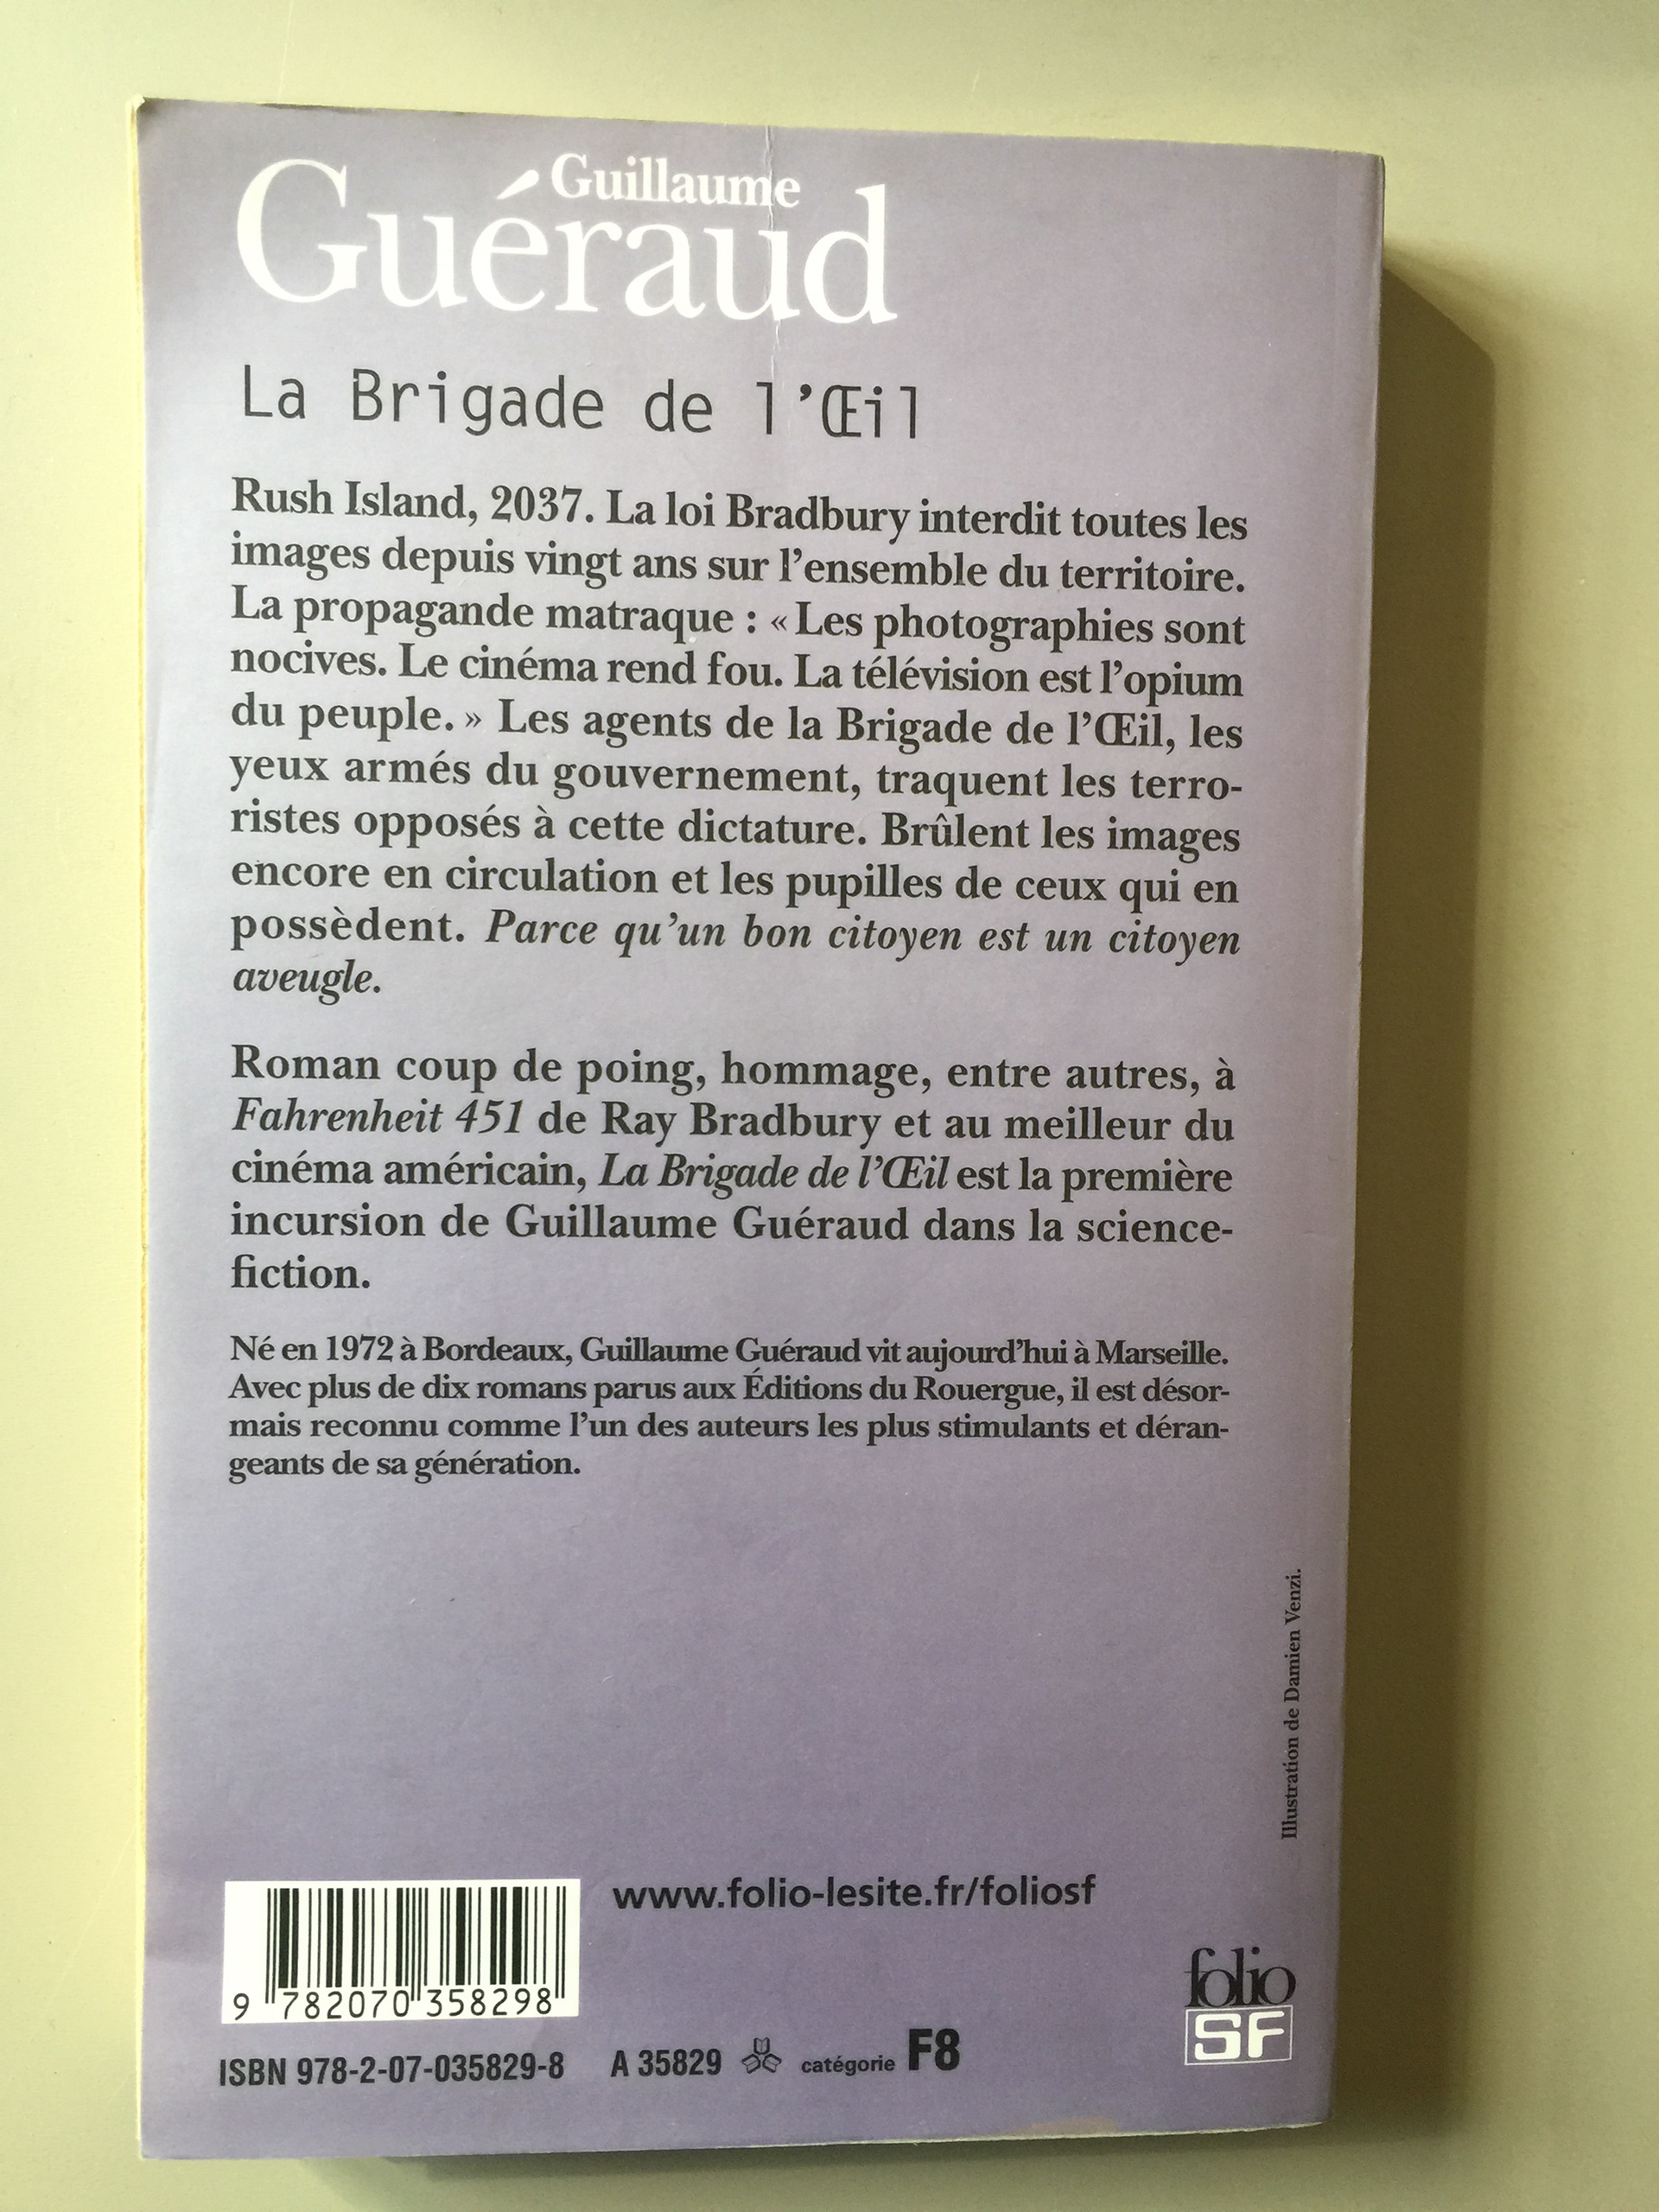 Guillaume
Guéraud
La Brigade de l'Œil
Rush Island, 2037. La loi Bradbury interdit toutes les
images depuis vingt ans sur l'ensemble du territoire.
La propagande matraque : « Les photographies sont
nocives. Le cinéma rend fou. La télévision est l'opium
du peuple. » Les agents de la Brigade de l'Œil, les
yeux armés du gouvernement, traquent les terro-
ristes opposés à cette dictature. Brûlent les images
encore en circulation et les pupilles de ceux qui en
possèdent. Parce qu'un bon citoyen est un citoyen
aveugle.
Roman coup de poing, hommage, entre autres, à
Fahrenheit 451 de Ray Bradbury et au meilleur du
cinéma américain, La Brigade de l'Œil est la première
incursion de Guillaume Guéraud dans la science-
fiction.
Né en 1972 à Bordeaux, Guillaume Guéraud vit aujourd'hui à Marseille.
Avec plus de dix romans parus aux Éditions du Rouergue, il est désor-
mais reconnu comme l'un des auteurs les plus stimulants et déran-
geants de sa génération.
Illustration de Damien Venzi.
www.folio-lesite.fr/foliosf
9 782070 358298
folio
SF
ISBN 978-2-07-035829-8 A 35829 catégorie F8